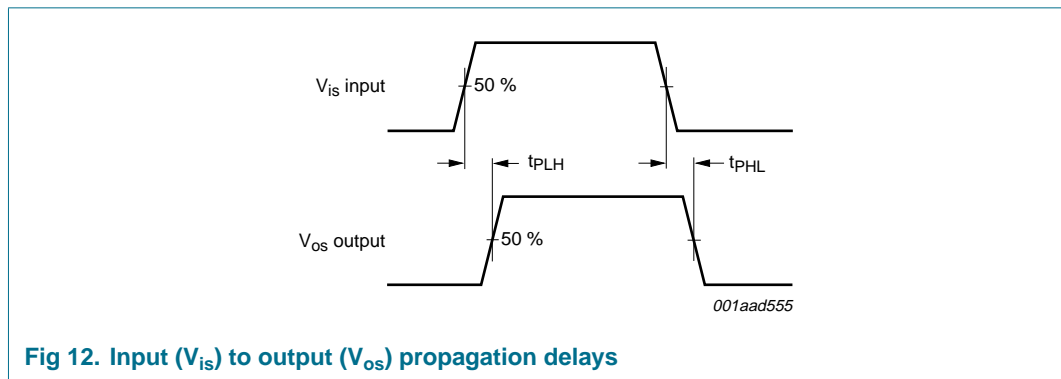 V_is input
50 %
t_PLH
t_PHL
V_os output
50 %
001aad555
Fig 12. Input (V_is) to output (V_os) propagation delays